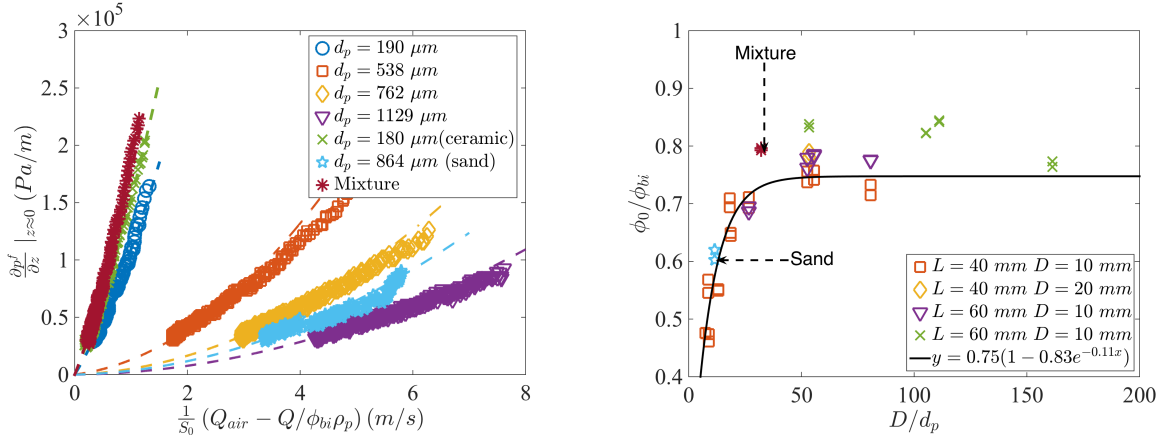 ×10⁵
3
2.5
2
1.5
1
0.5
0
∂p^f/∂z |z≈0 (Pa/m)
d_p = 190 μm
d_p = 538 μm
d_p = 762 μm
d_p = 1129 μm
d_p = 180 μm(ceramic)
d_p = 864 μm (sand)
Mixture
0 2 4 6 8
1/S₀ (Q_air − Q/ϕ_bi ρ_p) (m/s)
1
0.9
0.8
0.7
0.6
0.5
0.4
ϕ₀/ϕ_bi
Mixture
Sand
L = 40 mm D = 10 mm
L = 40 mm D = 20 mm
L = 60 mm D = 10 mm
L = 60 mm D = 10 mm
y = 0.75(1 − 0.83e^−0.11x)
0 50 100 150 200
D/d_p